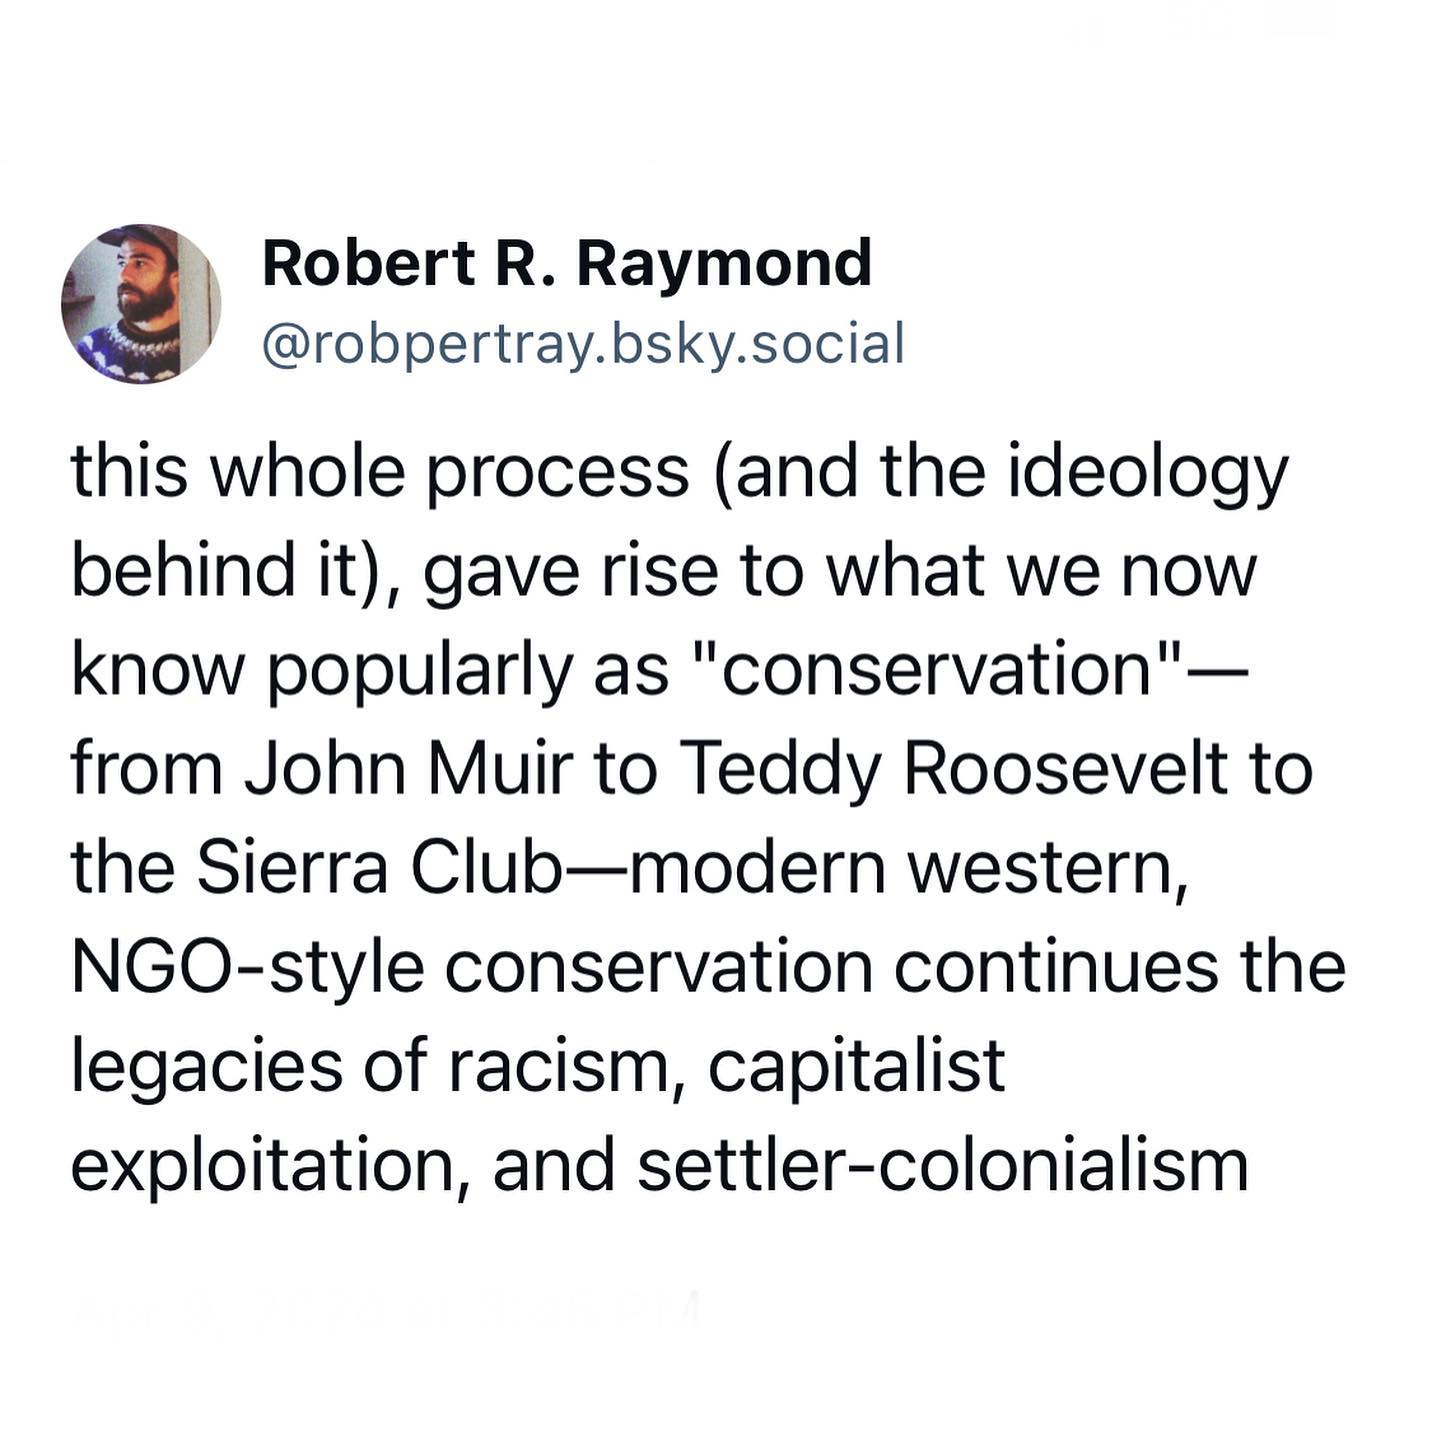 Robert R. Raymond
@robpertray.bsky.social
this whole process (and the ideology
behind it), gave rise to what we now
know popularly as "conservation"—
from John Muir to Teddy Roosevelt to
the Sierra Club—modern western,
NGO-style conservation continues the
legacies of racism, capitalist
exploitation, and settler-colonialism